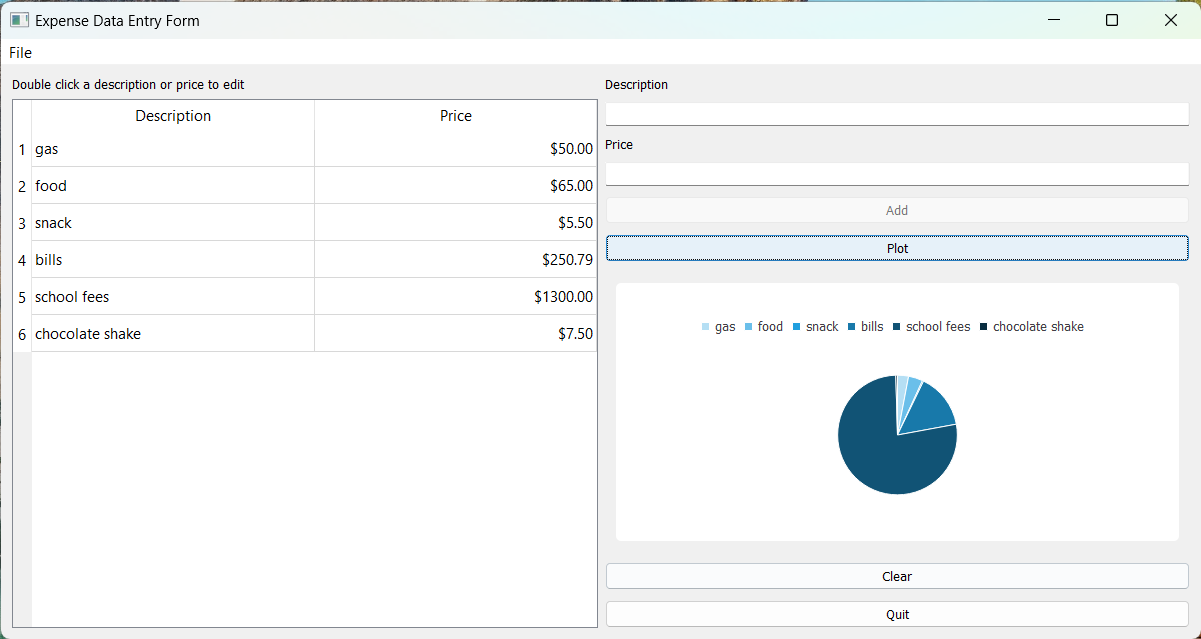 Expense Data Entry Form
File
Double click a description or price to edit
Description Price
1 gas $50.00
2 food $65.00
3 snack $5.50
4 bills $250.79
5 school fees $1300.00
6 chocolate shake $7.50
Description
Price
Add
Plot
gas food snack bills school fees chocolate shake
Clear
Quit